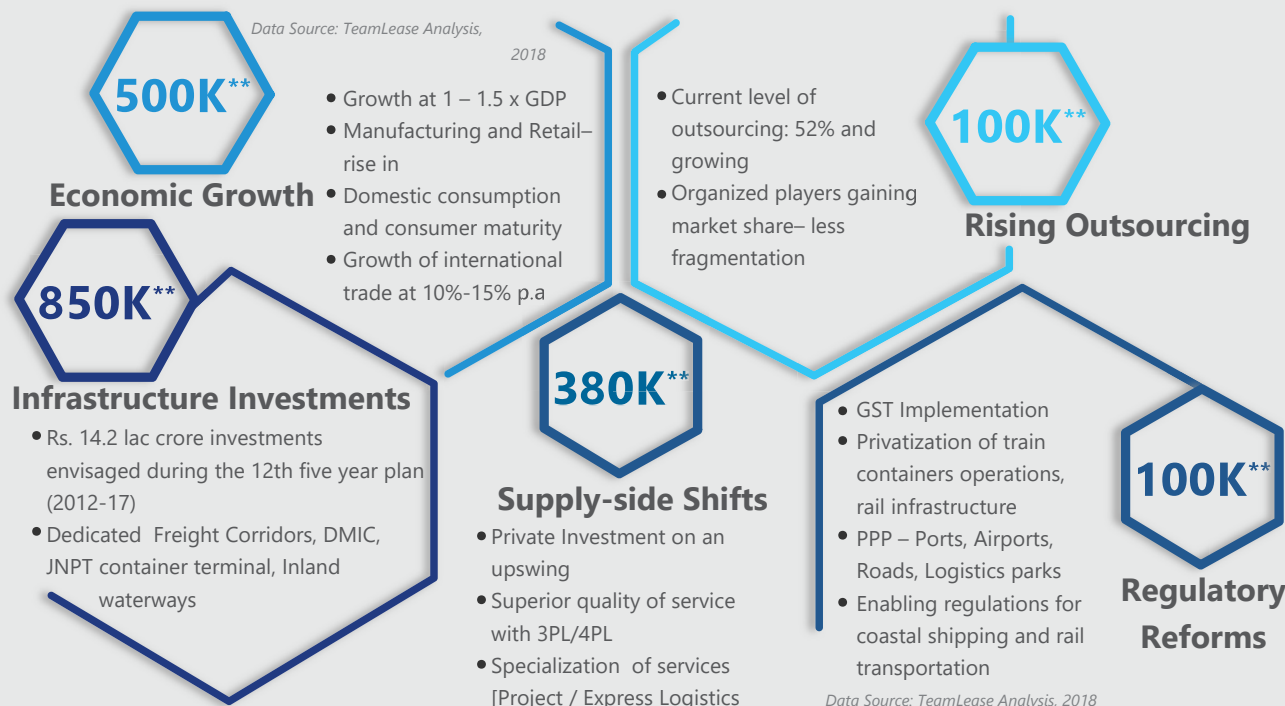 Data Source: TeamLease Analysis,
2018
500K**
Economic Growth
• Growth at 1 – 1.5 x GDP
• Manufacturing and Retail–
rise in
• Domestic consumption
and consumer maturity
• Growth of international
trade at 10%-15% p.a
• Current level of
outsourcing: 52% and
growing
• Organized players gaining
market share– less
fragmentation
100K**
Rising Outsourcing
850K**
Infrastructure Investments
• Rs. 14.2 lac crore investments
envisaged during the 12th five year plan
(2012-17)
• Dedicated Freight Corridors, DMIC,
JNPT container terminal, Inland
waterways
380K**
Supply-side Shifts
• Private Investment on an
upswing
• Superior quality of service
with 3PL/4PL
• Specialization of services
[Project / Express Logistics
• GST Implementation
• Privatization of train
containers operations,
rail infrastructure
• PPP – Ports, Airports,
Roads, Logistics parks
• Enabling regulations for
coastal shipping and rail
transportation
100K**
Regulatory
Reforms
Data Source: TeamLease Analysis, 2018